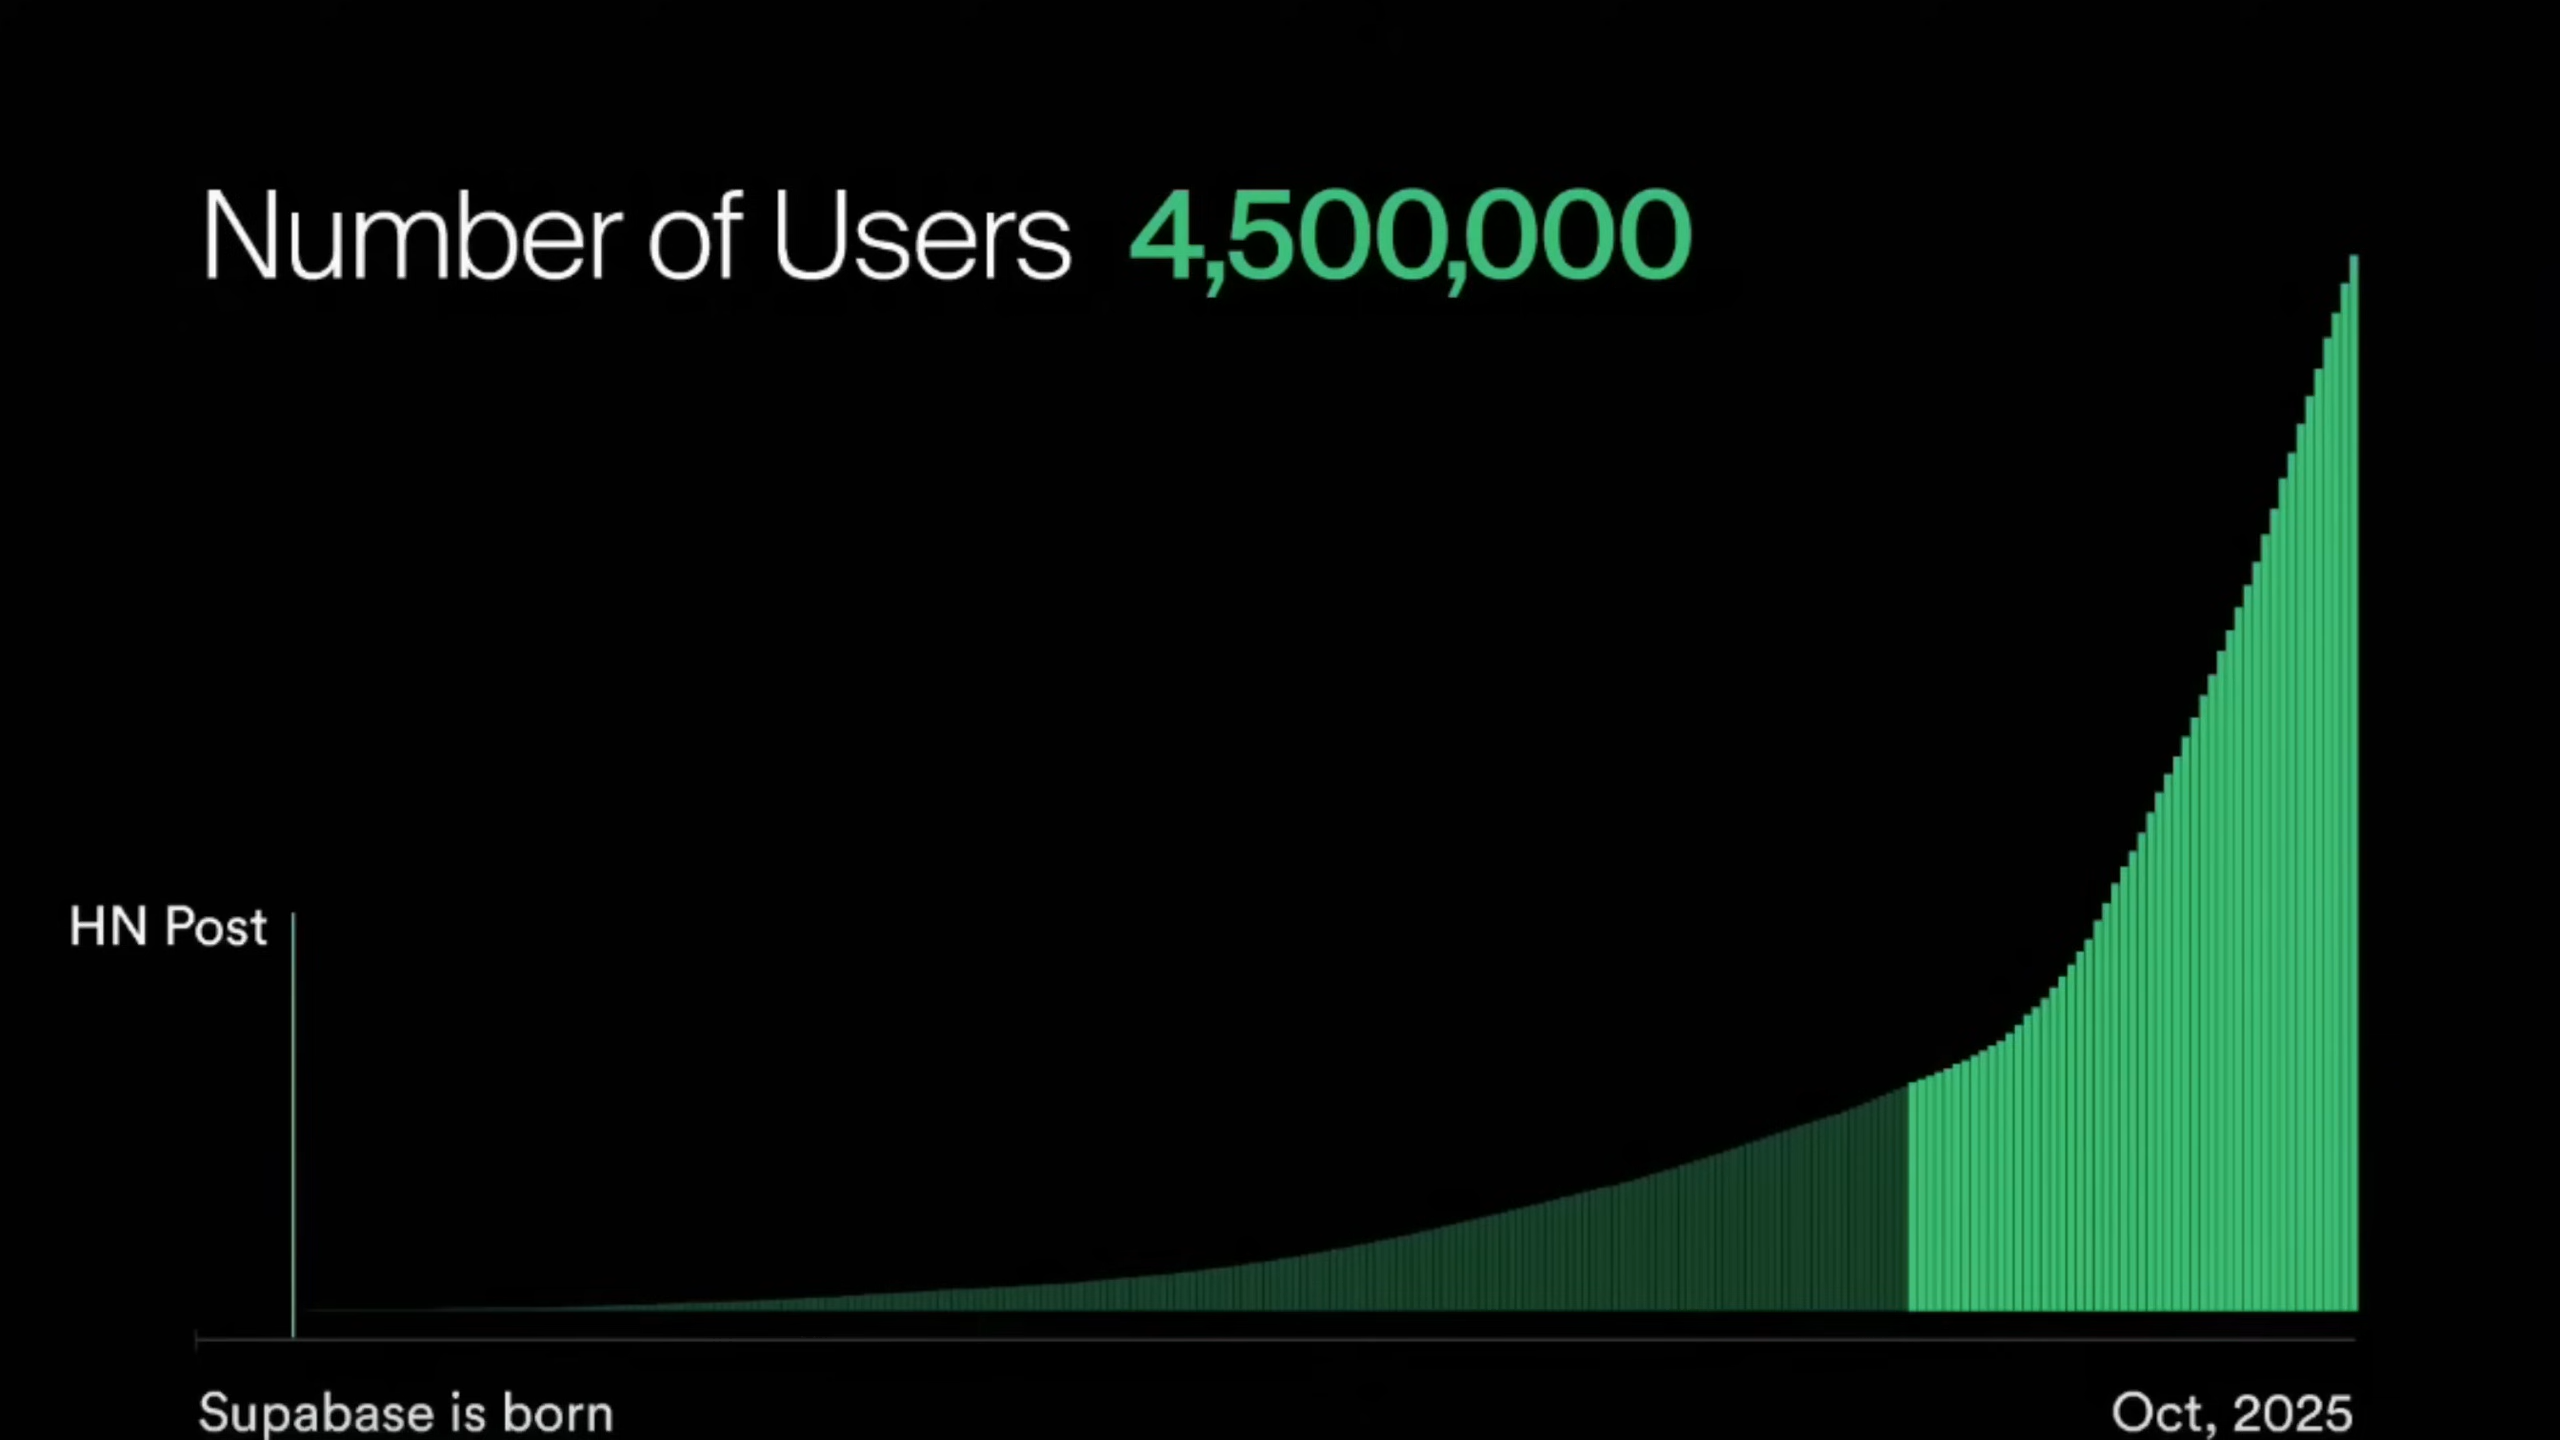 Number of Users 4,500,000
HN Post
Supabase is born
Oct, 2025